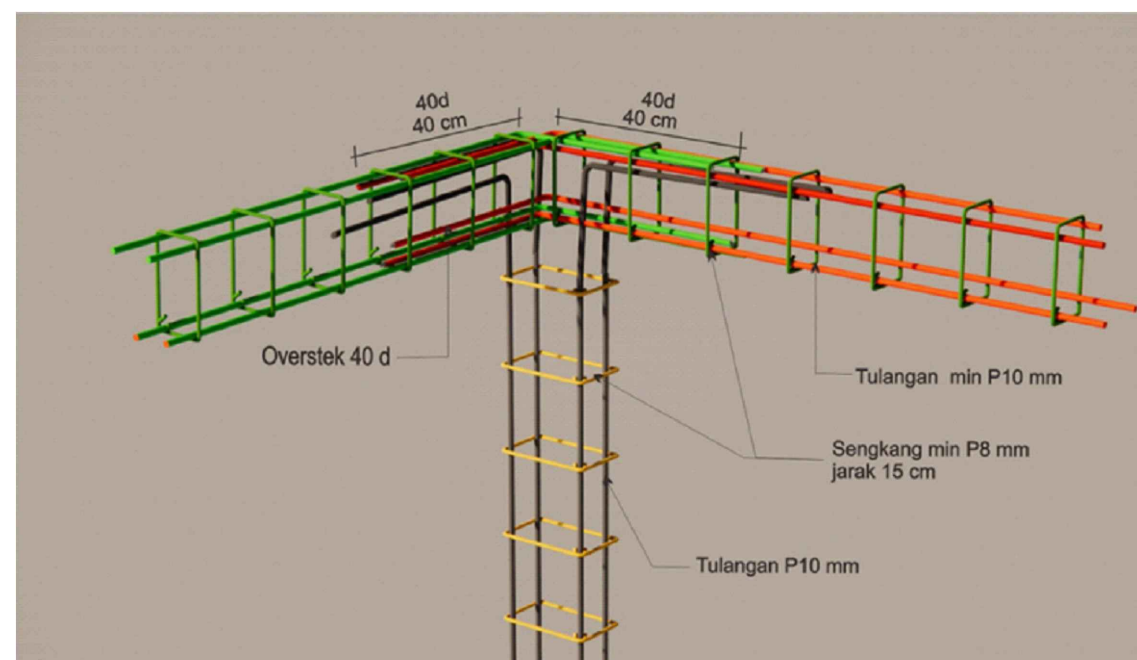 40d
40 cm
40d
40 cm
Overstek 40 d
Tulangan min P10 mm
Sengkang min P8 mm
jarak 15 cm
Tulangan P10 mm